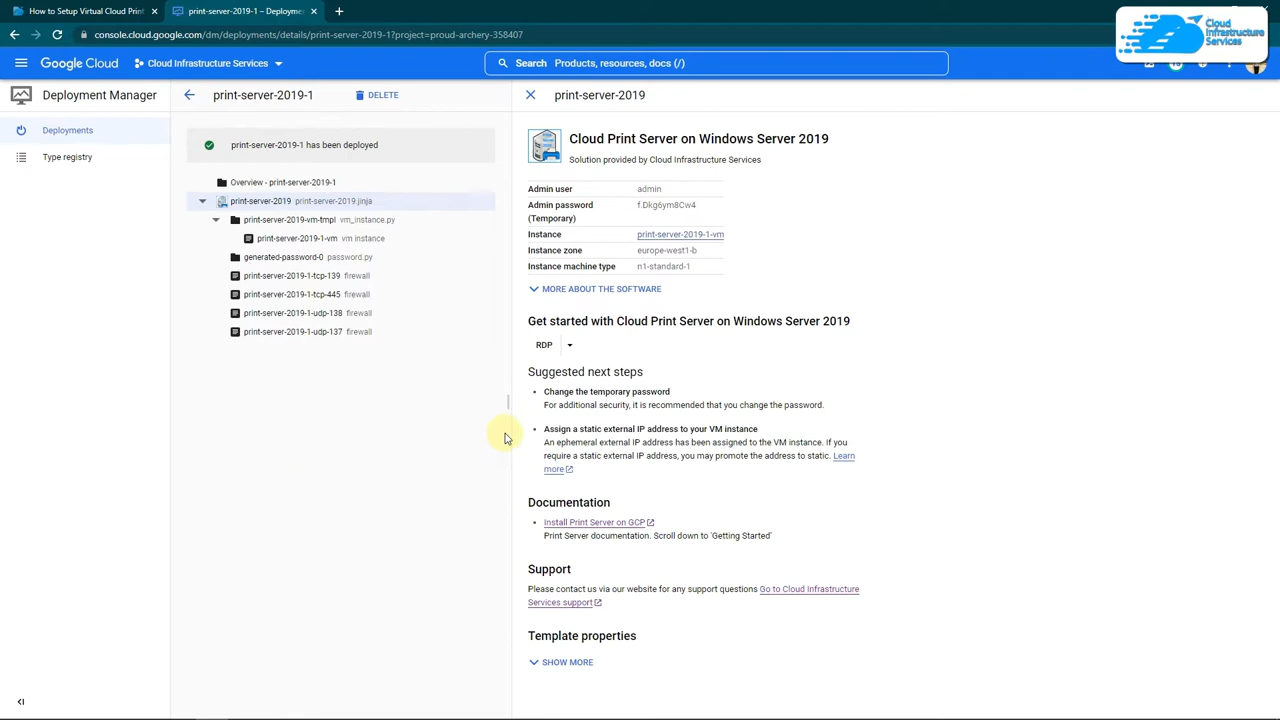 How to Setup Virtual Cloud Print
print-server-2019-1 – Deployme
console.cloud.google.com/dm/deployments/details/print-server-2019-1?project=pure-archery-358407
Cloud Infrastructure Services
Google Cloud
Cloud Infrastructure Services
Search Products, resources, docs (/)
Deployment Manager
print-server-2019-1
DELETE
print-server-2019
Deployments
Type registry
print-server-2019-1 has been deployed
Overview - print-server-2019-1
print-server-2019 print-server-2019.jinja
print-server-2019-vm-tmpl vm_instance.py
print-server-2019-1-vm vm instance
generated-password-0 password.py
print-server-2019-1-tcp-139 firewall
print-server-2019-1-tcp-445 firewall
print-server-2019-1-udp-138 firewall
print-server-2019-1-udp-137 firewall
Cloud Print Server on Windows Server 2019
Solution provided by Cloud Infrastructure Services
Admin user admin
Admin password f.Dkg6ym8Cw4
(Temporary)
Instance print-server-2019-1-vm
Instance zone europe-west1-b
Instance machine type n1-standard-1
MORE ABOUT THE SOFTWARE
Get started with Cloud Print Server on Windows Server 2019
RDP
Suggested next steps
Change the temporary password
For additional security, it is recommended that you change the password.
Assign a static external IP address to your VM instance
An ephemeral external IP address has been assigned to the VM instance. If you
require a static external IP address, you may promote the address to static. Learn
more
Documentation
Install Print Server on GCP
Print Server documentation. Scroll down to 'Getting Started'
Support
Please contact us via our website for any support questions Go to Cloud Infrastructure
Services support
Template properties
SHOW MORE